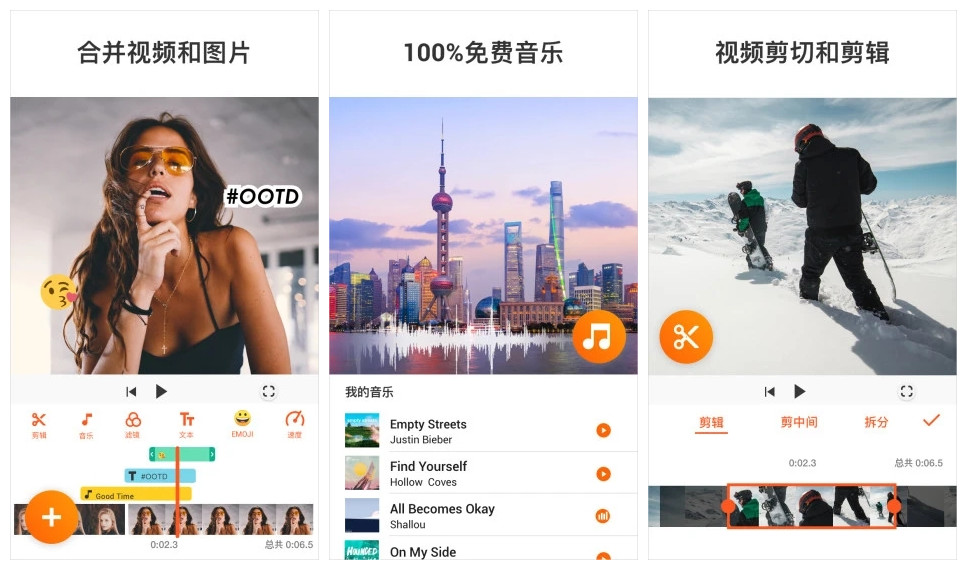 合并视频和图片
#OOTD
剪辑
音乐
滤镜
文本
EMOJI
速度
#OOTD
Good Time
0:02.3
总共 0:06.5
100%免费音乐
我的音乐
Empty Streets
Justin Bieber
Find Yourself
Hollow Coves
All Becomes Okay
Shallou
HOUNDED
On My Side
视频剪切和剪辑
剪辑
剪中间
拆分
0:02.3
总共 0:06.5